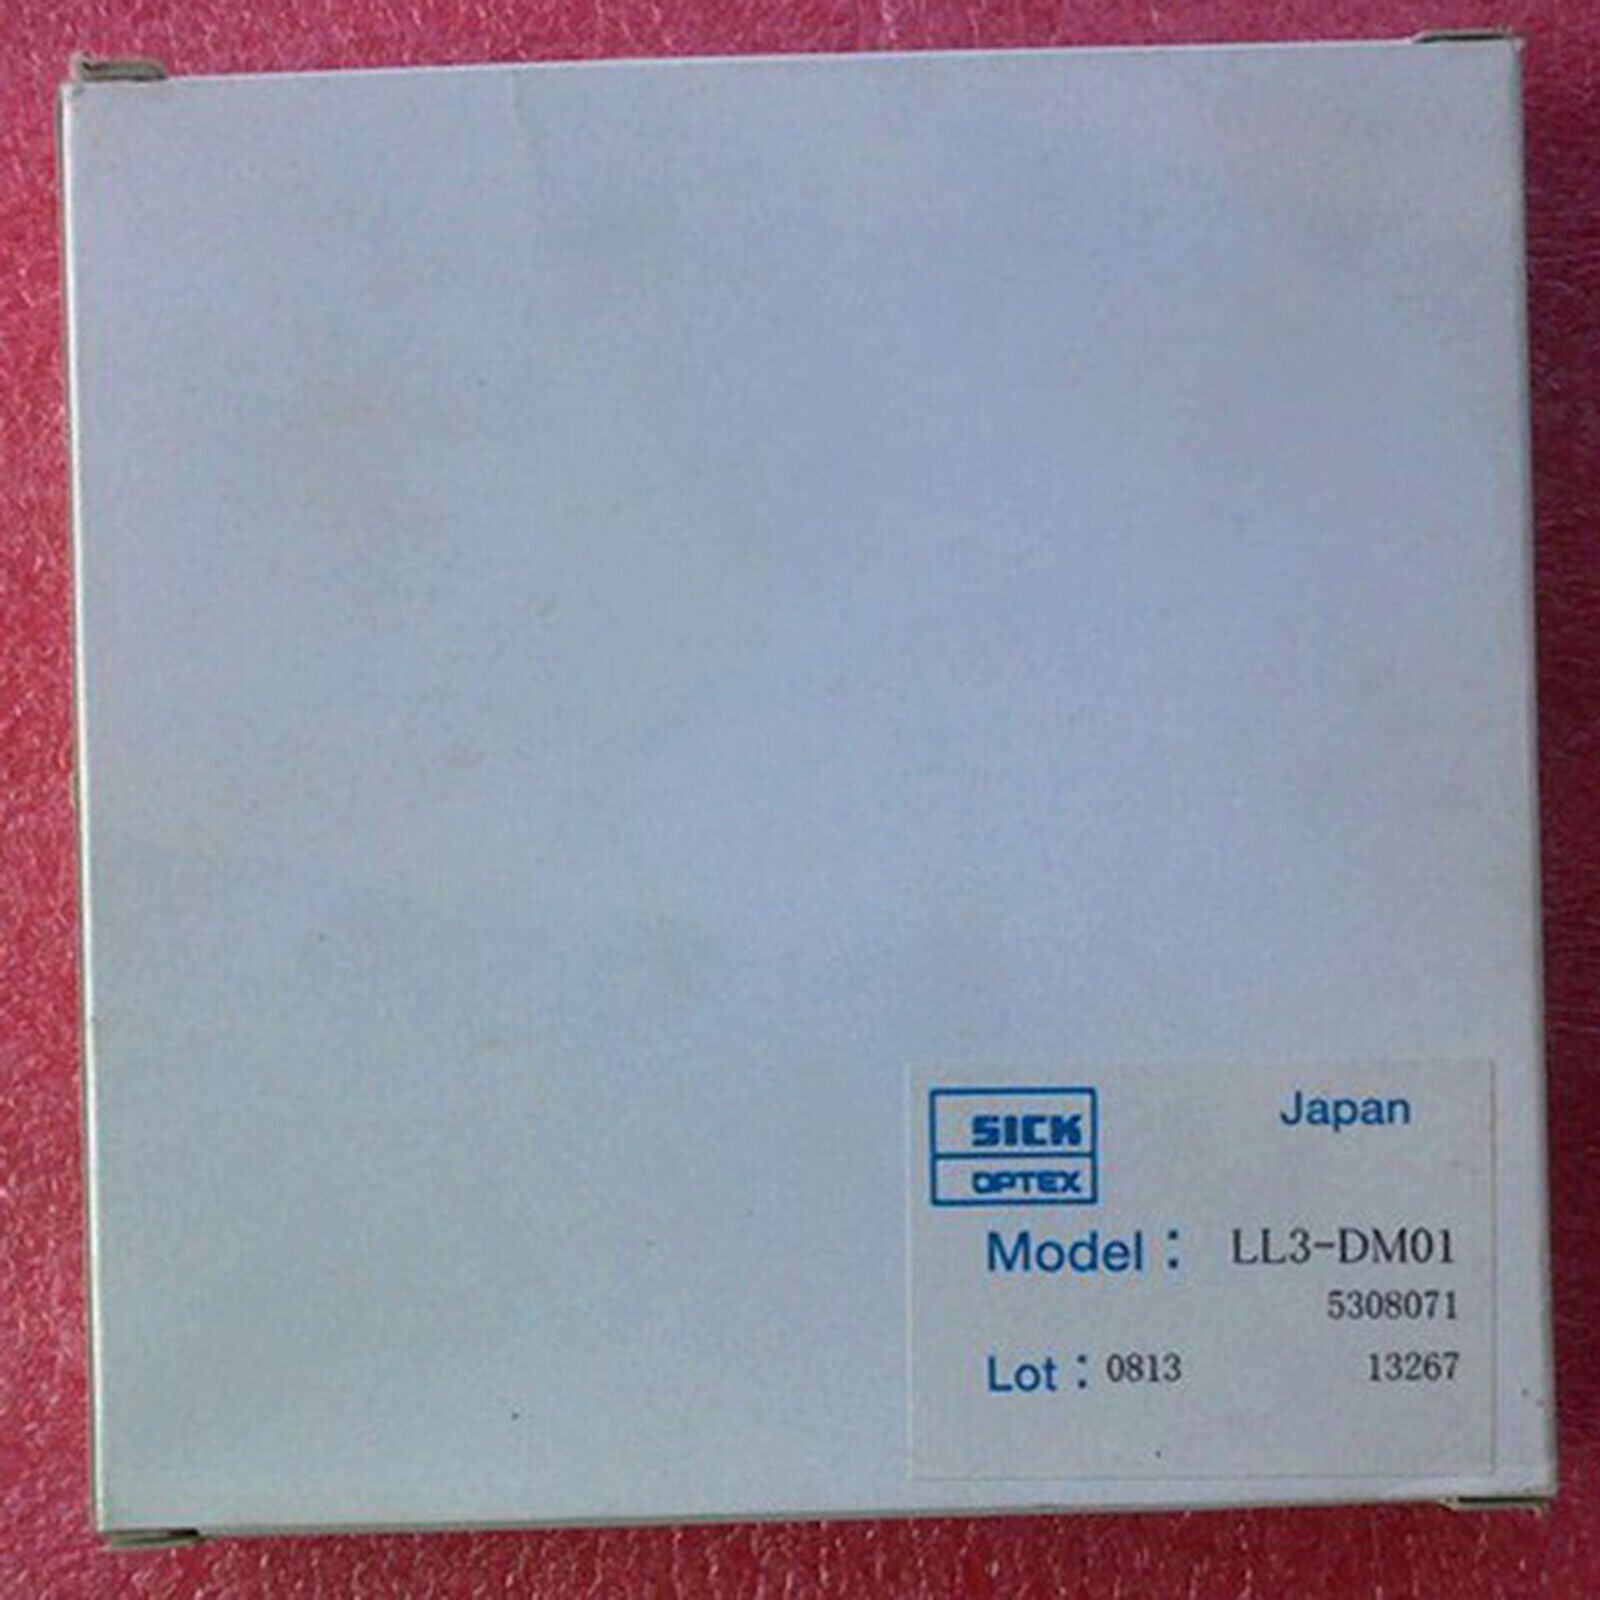 SICK Japan
OPTEX
Model : LL3-DM01
5308071
Lot : 0813 13267